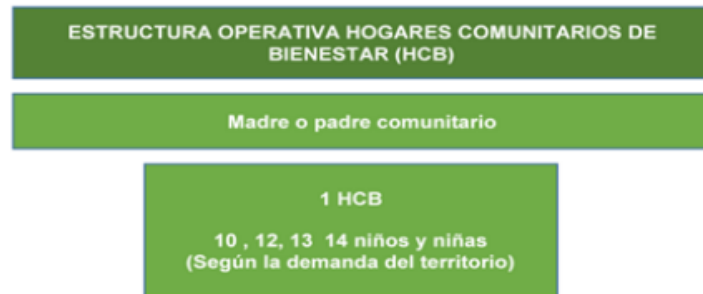 ESTRUCTURA OPERATIVA HOGARES COMUNITARIOS DE
BIENESTAR (HCB)
Madre o padre comunitario
1 HCB
10 , 12, 13 14 niños y niñas
(Según la demanda del territorio)